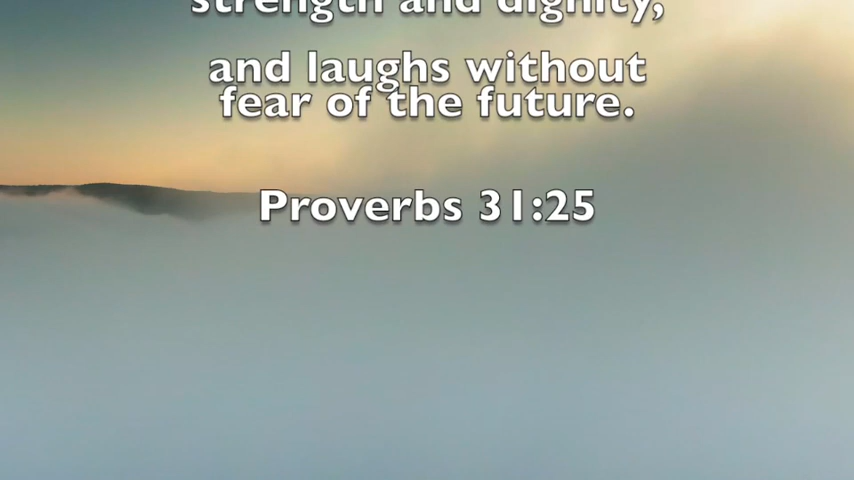 strength and dignity,
and laughs without
fear of the future.
Proverbs 31:25